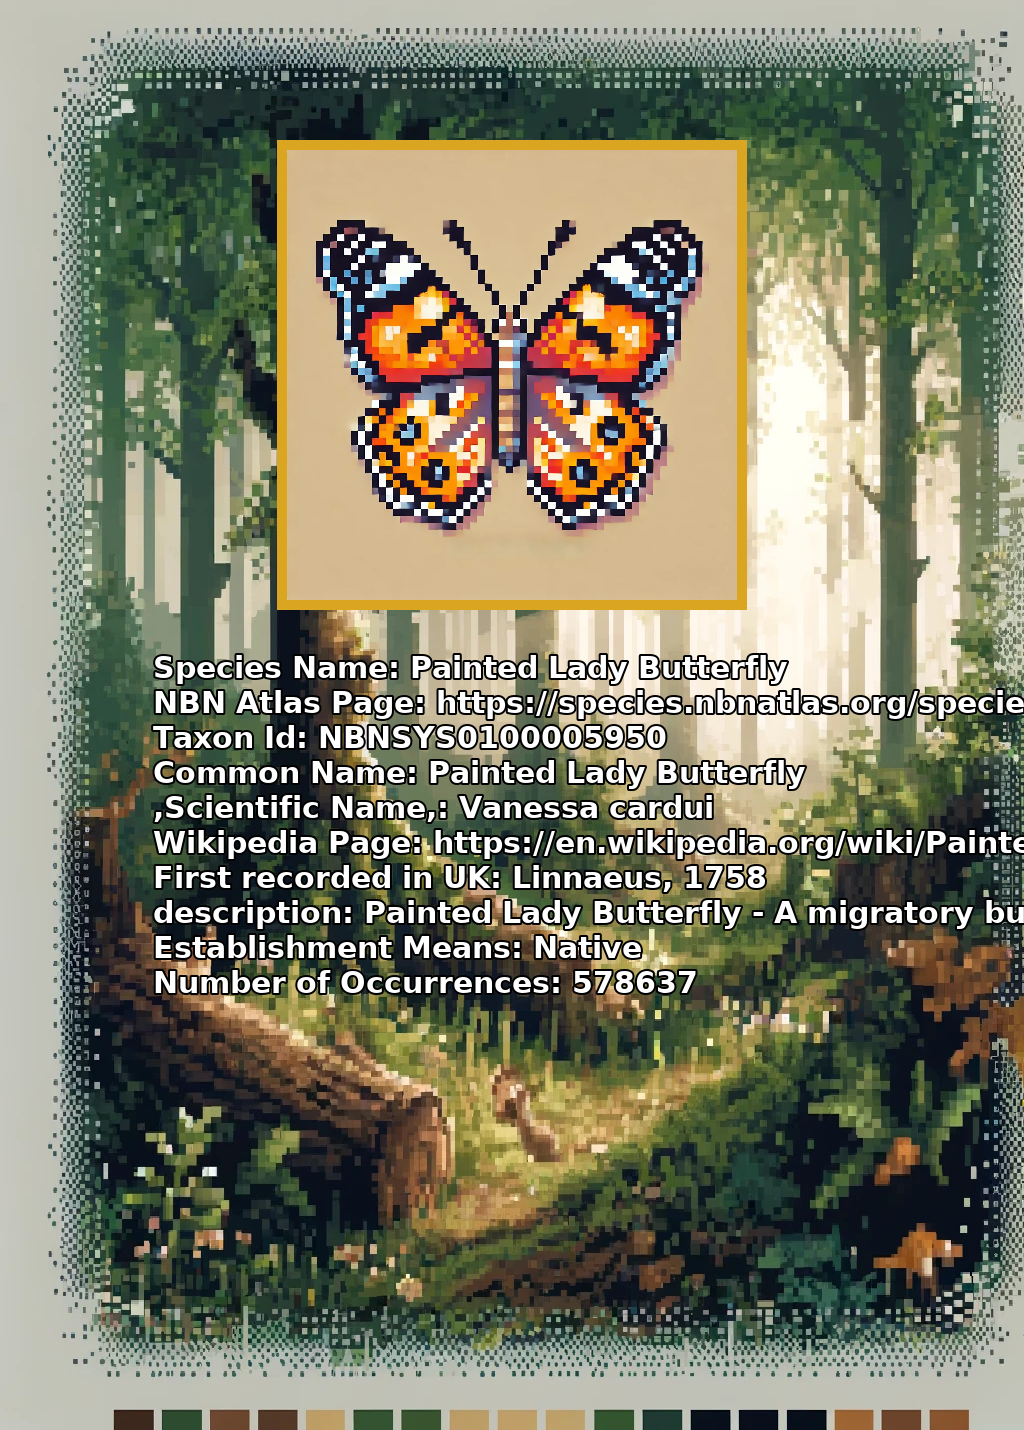 Species Name: Painted Lady Butterfly
NBN Atlas Page: https://species.nbnatlas.org/specie
Taxon Id: NBNSYS0100005950
Common Name: Painted Lady Butterfly
,Scientific Name,: Vanessa cardui
Wikipedia Page: https://en.wikipedia.org/wiki/Painte
First recorded in UK: Linnaeus, 1758
description: Painted Lady Butterfly - A migratory bu
Establishment Means: Native
Number of Occurrences: 578637